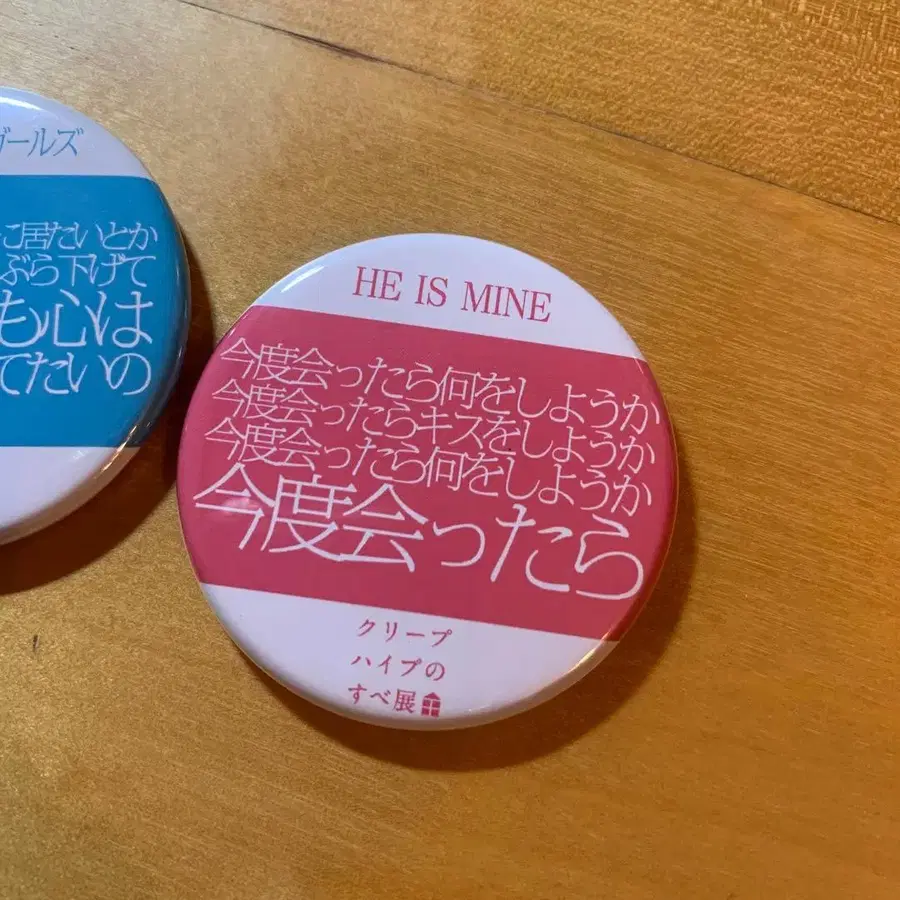 ガールズ
に居たいとか
ぶら下げて
も心は
てたいの
HE IS MINE
今度会ったら何をしようか
今度会ったらキスをしようか
今度会ったら何をしようか
今度会ったら
クリープ
ハイプの
すべ展